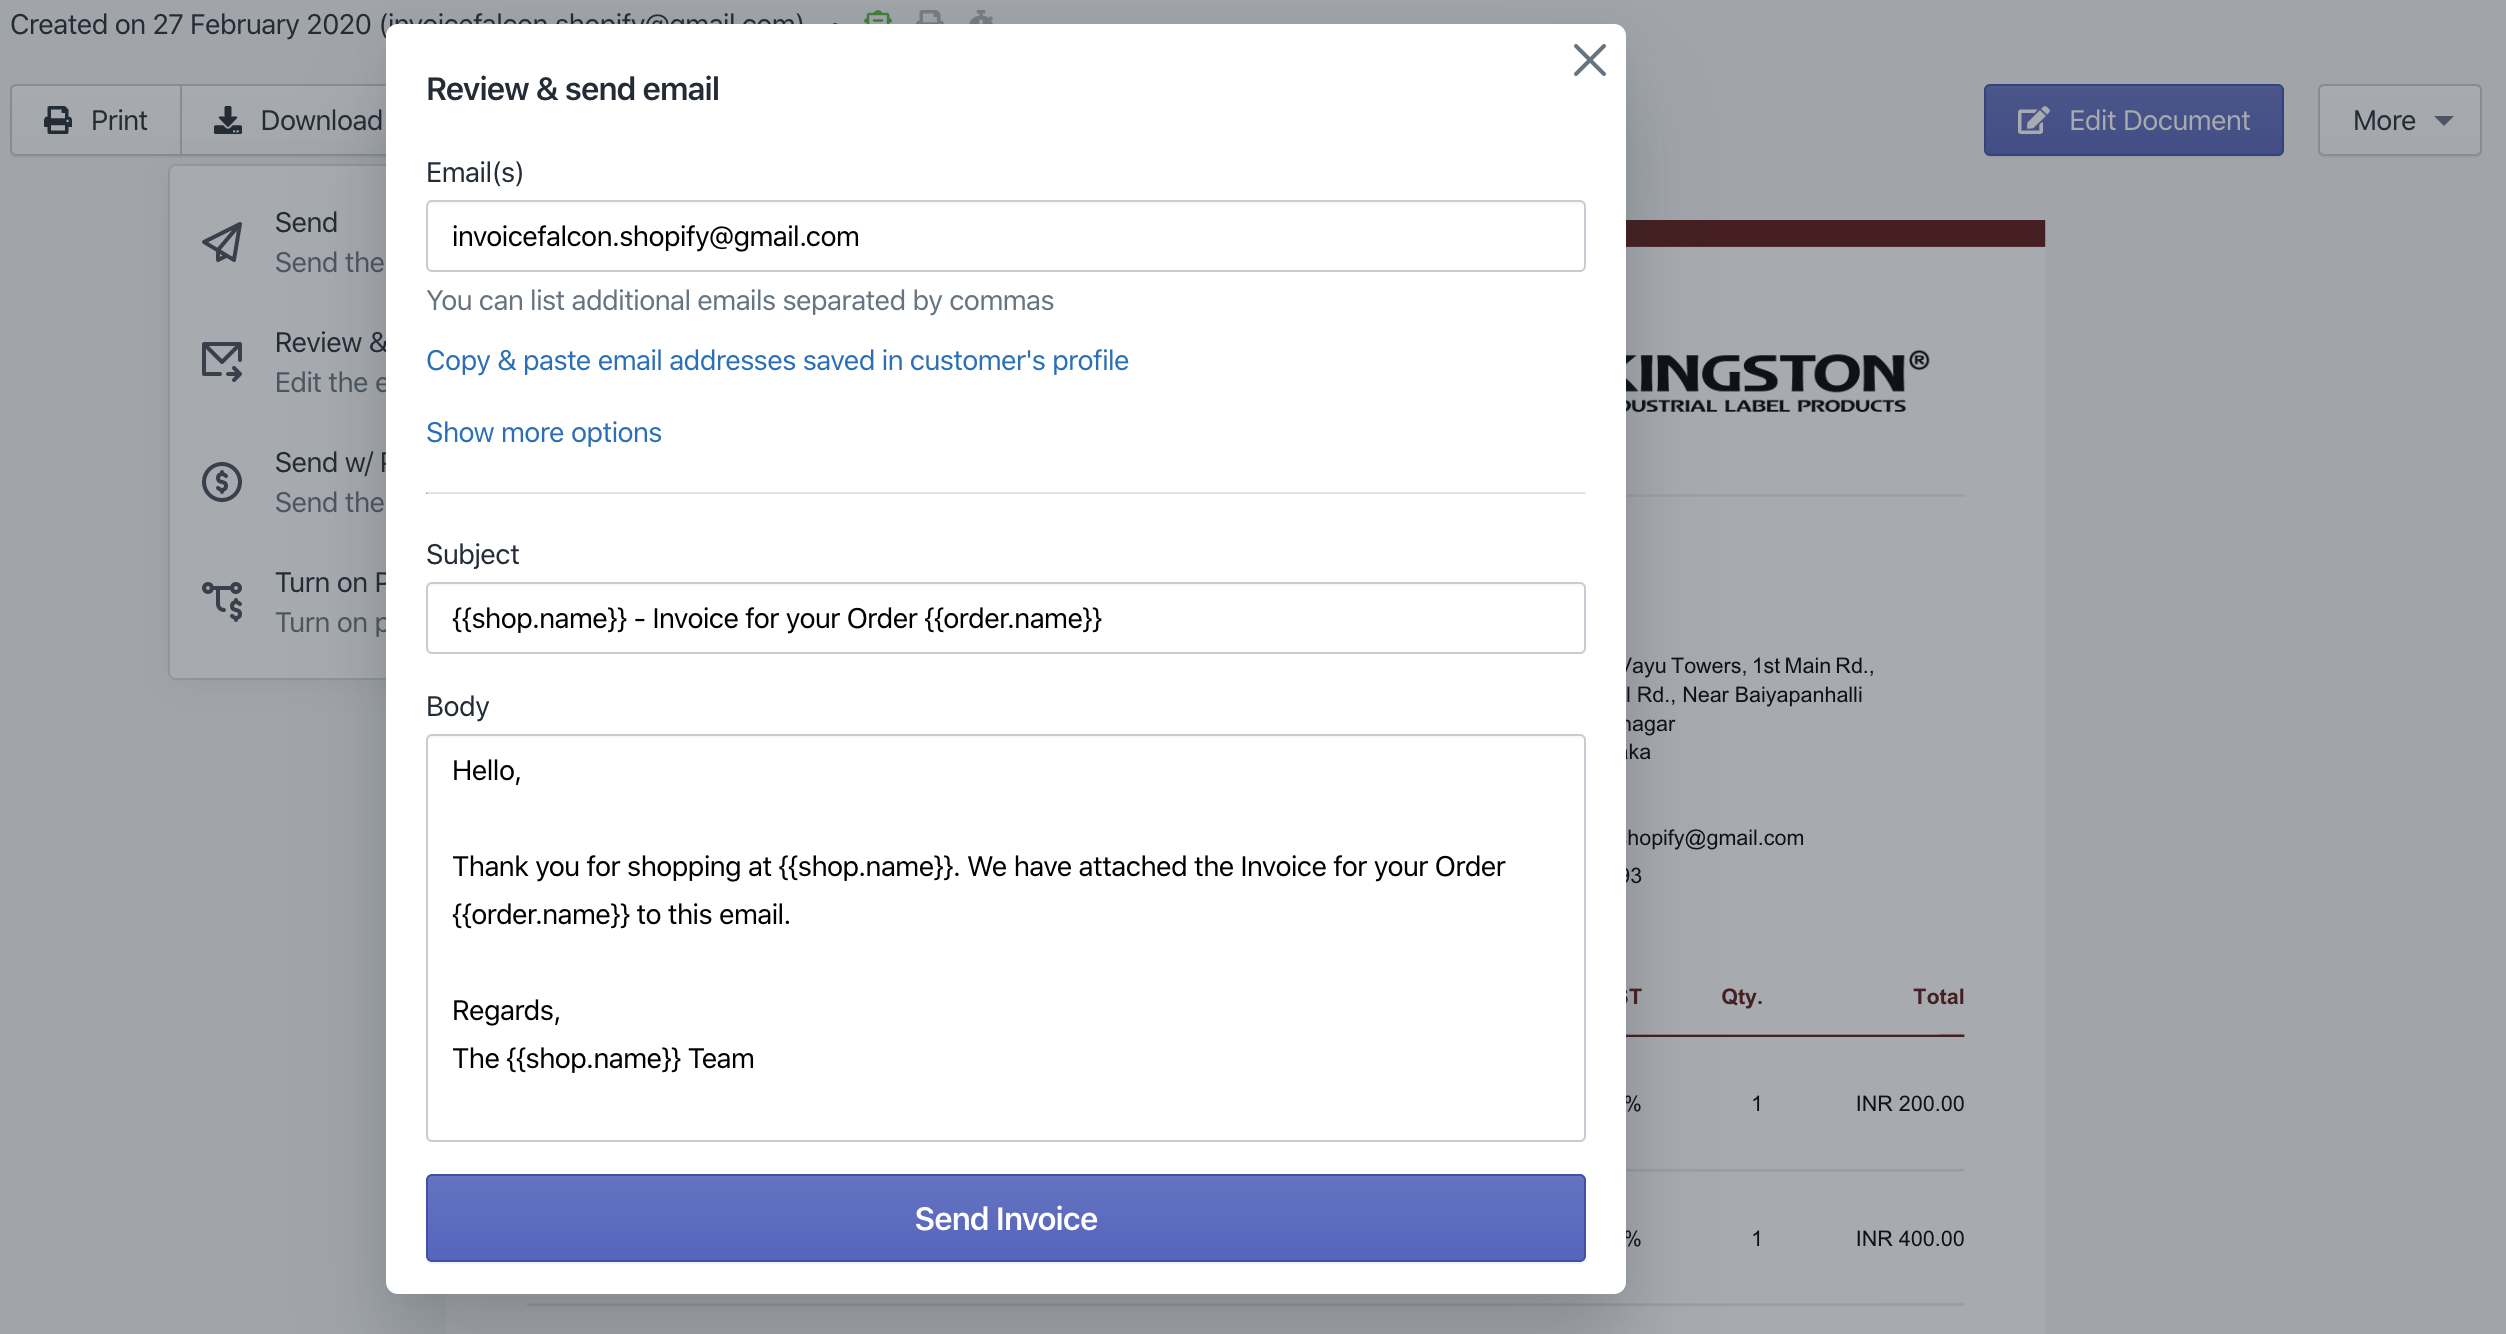 Created on 27 February 2020 (invoicefalcon.shopify@gmail.com)
Print
Download
Edit Document
More
Send
Send the
Review &
Edit the
Send w/
Send the
Turn on
Turn on
Review & send email
Email(s)
invoicefalcon.shopify@gmail.com
You can list additional emails separated by commas
Copy & paste email addresses saved in customer's profile
Show more options
Subject
{{shop.name}} - Invoice for your Order {{order.name}}
Body
Hello,
Thank you for shopping at {{shop.name}}. We have attached the Invoice for your Order
{{order.name}} to this email.
Regards,
The {{shop.name}} Team
Send Invoice
KINGSTON®
DUSTRIAL LABEL PRODUCTS
Vayu Towers, 1st Main Rd.,
l Rd., Near Baiyapanhalli
nagar
ka
hopify@gmail.com
93
ST Qty. Total
% 1 INR 200.00
% 1 INR 400.00